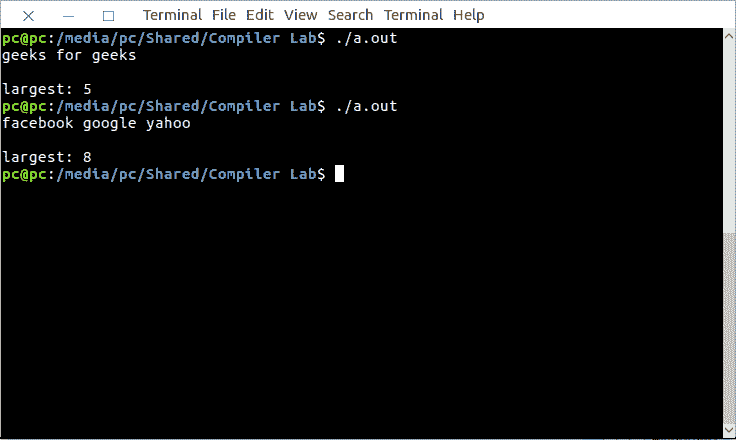 Terminal File Edit View Search Terminal Help
pc@pc:/media/pc/Shared/Compiler Lab$ ./a.out
geeks for geeks
largest: 5
pc@pc:/media/pc/Shared/Compiler Lab$ ./a.out
facebook google yahoo
largest: 8
pc@pc:/media/pc/Shared/Compiler Lab$